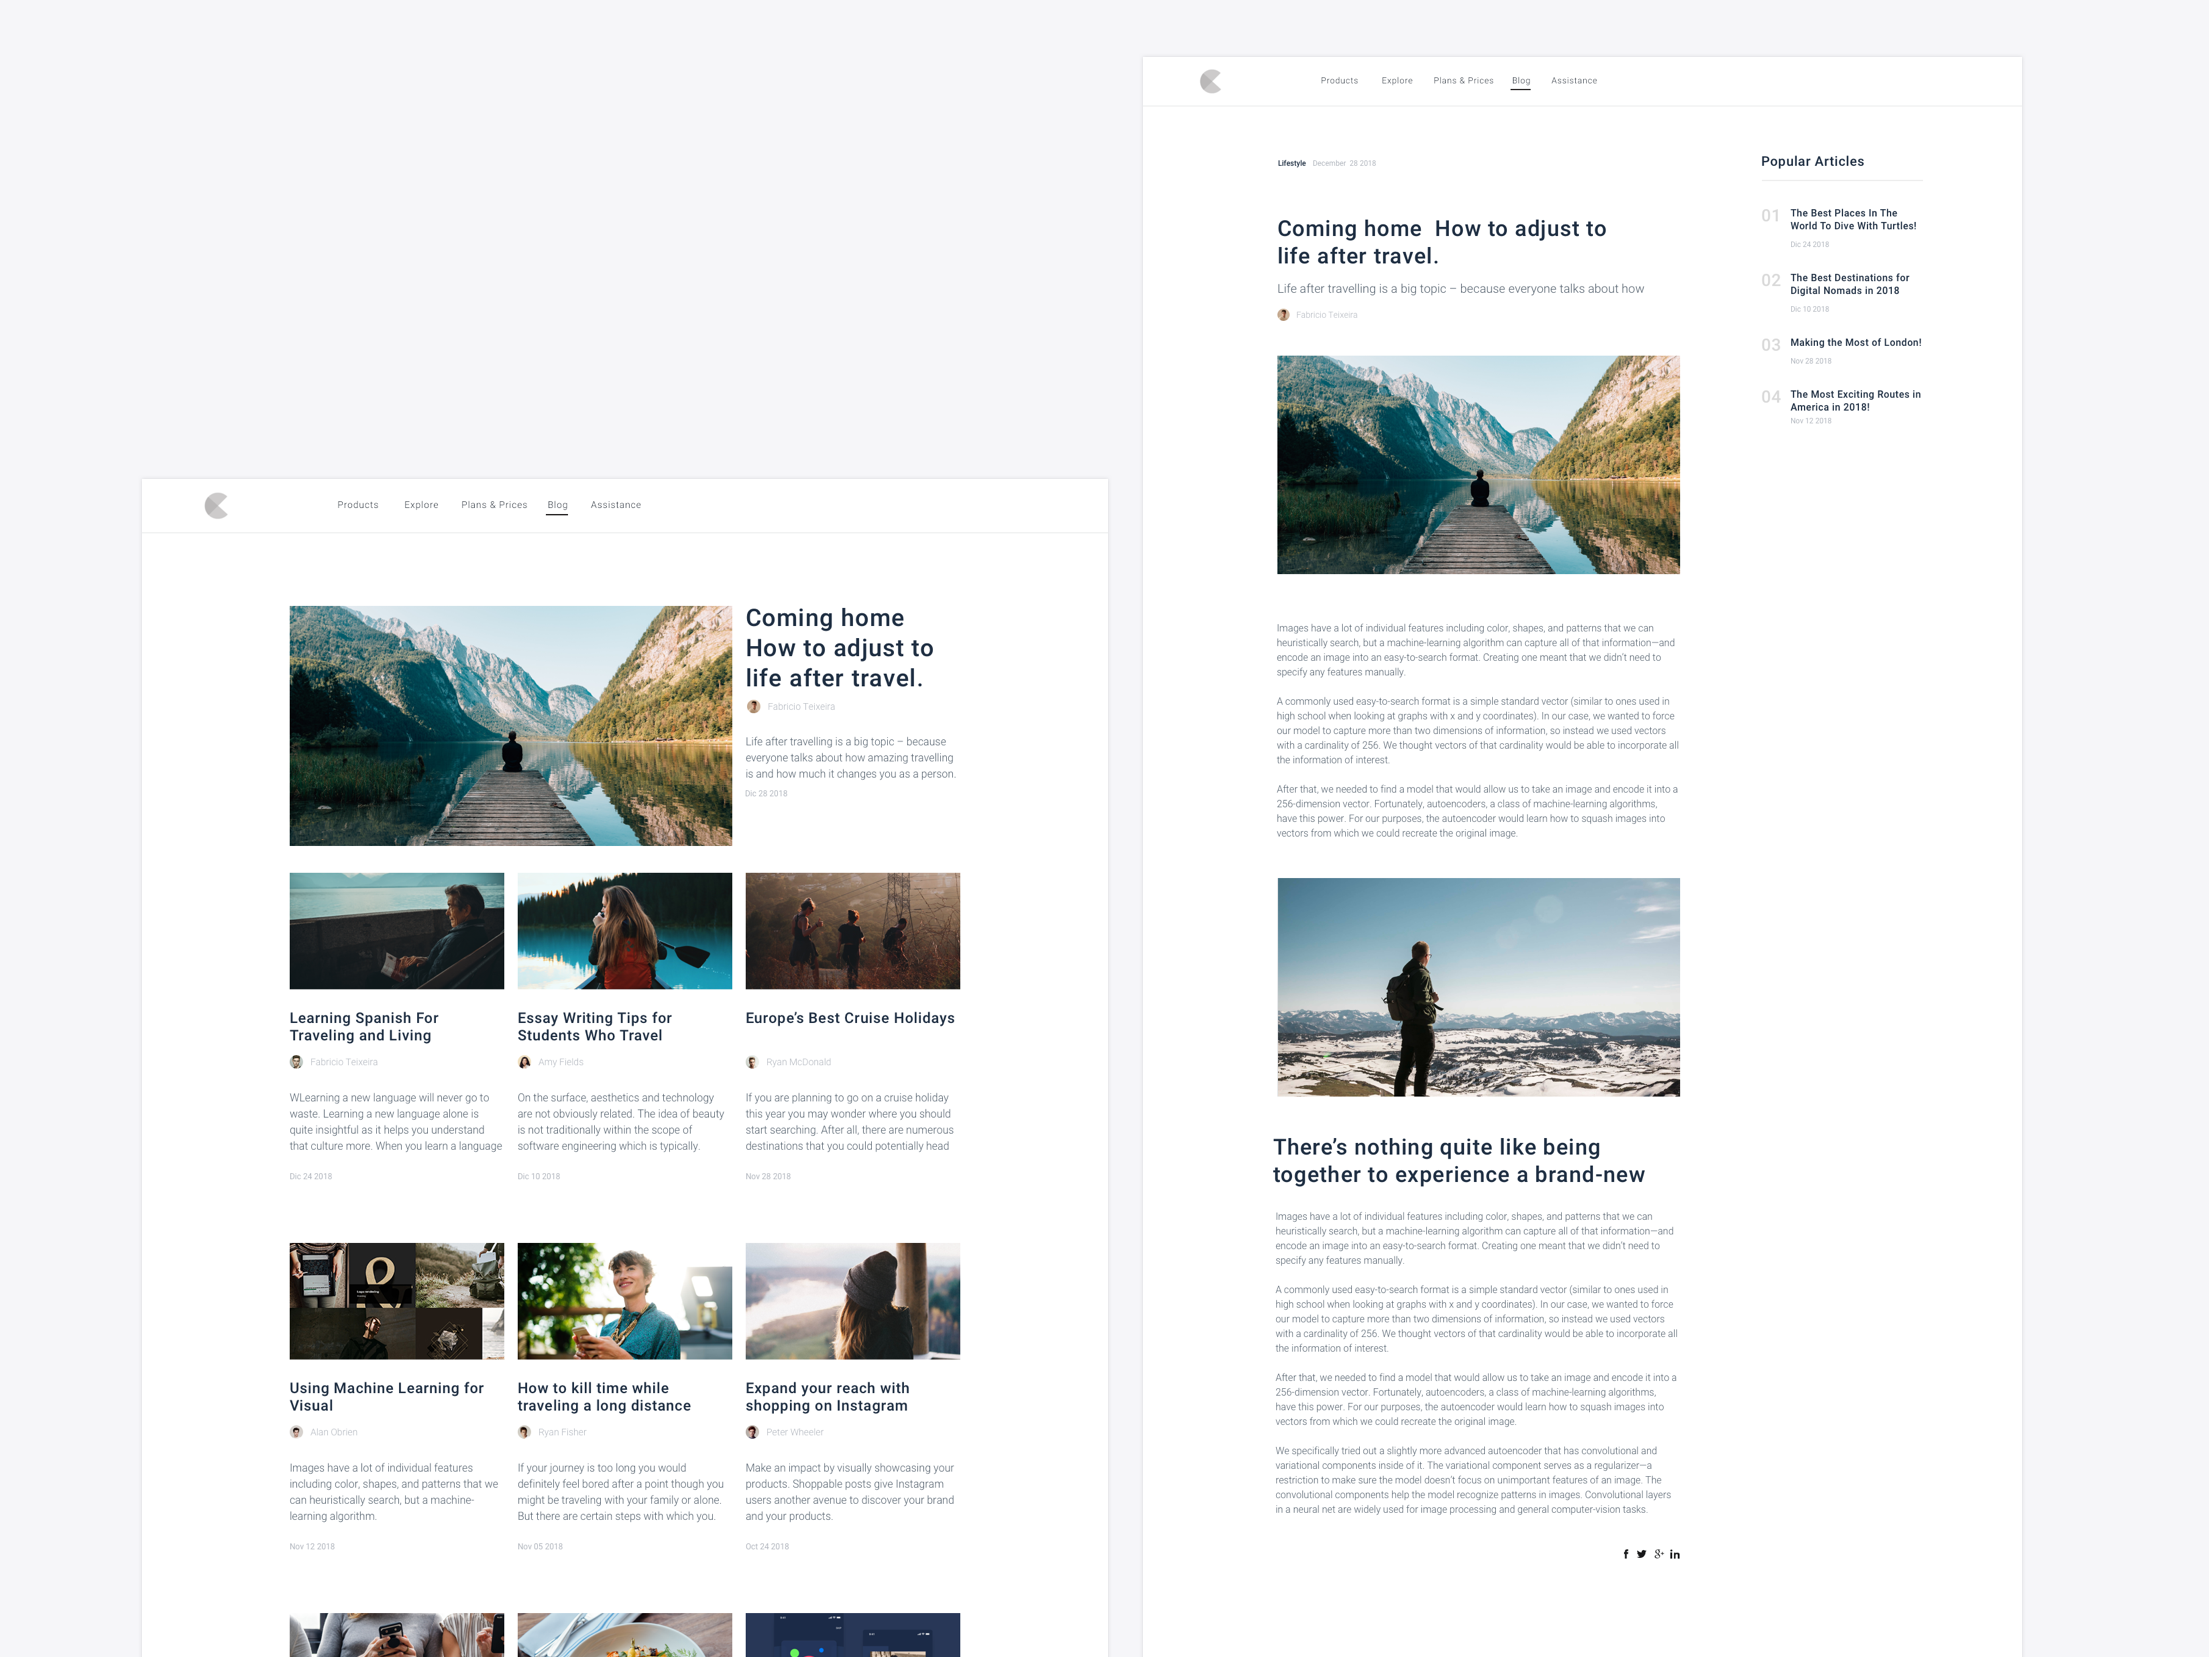 Products Explore Plans & Prices Blog Assistance
Coming home
How to adjust to
life after travel.
Fabricio Teixeira
Life after travelling is a big topic – because
everyone talks about how amazing travelling
is and how much it changes you as a person.
Dic 28 2018
Learning Spanish For
Traveling and Living
Fabricio Teixeira
WLearning a new language will never go to
waste. Learning a new language alone is
quite insightful as it helps you understand
that culture more. When you learn a language
Dic 24 2018
Essay Writing Tips for
Students Who Travel
Amy Fields
On the surface, aesthetics and technology
are not obviously related. The idea of beauty
is not traditionally within the scope of
software engineering which is typically.
Dic 10 2018
Europe’s Best Cruise Holidays
Ryan McDonald
If you are planning to go on a cruise holiday
this year you may wonder where you should
start searching. After all, there are numerous
destinations that you could potentially head
Nov 28 2018
&
Using Machine Learning for
Visual
Alan Obrien
Images have a lot of individual features
including color, shapes, and patterns that we
can heuristically search, but a machine-
learning algorithm.
Nov 12 2018
How to kill time while
traveling a long distance
Ryan Fisher
If your journey is too long you would
definitely feel bored after a point though you
might be traveling with your family or alone.
But there are certain steps with which you.
Nov 05 2018
Expand your reach with
shopping on Instagram
Peter Wheeler
Make an impact by visually showcasing your
products. Shoppable posts give Instagram
users another avenue to discover your brand
and your products.
Oct 24 2018
Products Explore Plans & Prices Blog Assistance
Lifestyle December 28 2018
Coming home How to adjust to
life after travel.
Life after travelling is a big topic – because everyone talks about how
Fabricio Teixeira
Images have a lot of individual features including color, shapes, and patterns that we can
heuristically search, but a machine-learning algorithm can capture all of that information—and
encode an image into an easy-to-search format. Creating one meant that we didn’t need to
specify any features manually.
A commonly used easy-to-search format is a simple standard vector (similar to ones used in
high school when looking at graphs with x and y coordinates). In our case, we wanted to force
our model to capture more than two dimensions of information, so instead we used vectors
with a cardinality of 256. We thought vectors of that cardinality would be able to incorporate all
the information of interest.
After that, we needed to find a model that would allow us to take an image and encode it into a
256-dimension vector. Fortunately, autoencoders, a class of machine-learning algorithms,
have this power. For our purposes, the autoencoder would learn how to squash images into
vectors from which we could recreate the original image.
There’s nothing quite like being
together to experience a brand-new
Images have a lot of individual features including color, shapes, and patterns that we can
heuristically search, but a machine-learning algorithm can capture all of that information—and
encode an image into an easy-to-search format. Creating one meant that we didn’t need to
specify any features manually.
A commonly used easy-to-search format is a simple standard vector (similar to ones used in
high school when looking at graphs with x and y coordinates). In our case, we wanted to force
our model to capture more than two dimensions of information, so instead we used vectors
with a cardinality of 256. We thought vectors of that cardinality would be able to incorporate all
the information of interest.
After that, we needed to find a model that would allow us to take an image and encode it into a
256-dimension vector. Fortunately, autoencoders, a class of machine-learning algorithms,
have this power. For our purposes, the autoencoder would learn how to squash images into
vectors from which we could recreate the original image.
We specifically tried out a slightly more advanced autoencoder that has convolutional and
variational components inside of it. The variational component serves as a regularizer—a
restriction to make sure the model doesn’t focus on unimportant features of an image. The
convolutional components help the model recognize patterns in images. Convolutional layers
in a neural net are widely used for image processing and general computer-vision tasks.
Popular Articles
01
The Best Places In The
World To Dive With Turtles!
Dic 24 2018
02
The Best Destinations for
Digital Nomads in 2018
Dic 10 2018
03
Making the Most of London!
Nov 28 2018
04
The Most Exciting Routes in
America in 2018!
Nov 12 2018